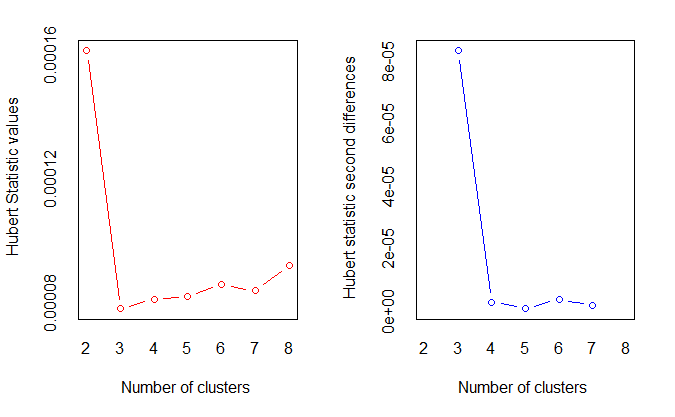 Hubert Statistic values
0.00016
0.00012
0.00008
2 3 4 5 6 7 8
Number of clusters
Hubert statistic second differences
8e-05
6e-05
4e-05
2e-05
0e+00
2 3 4 5 6 7 8
Number of clusters